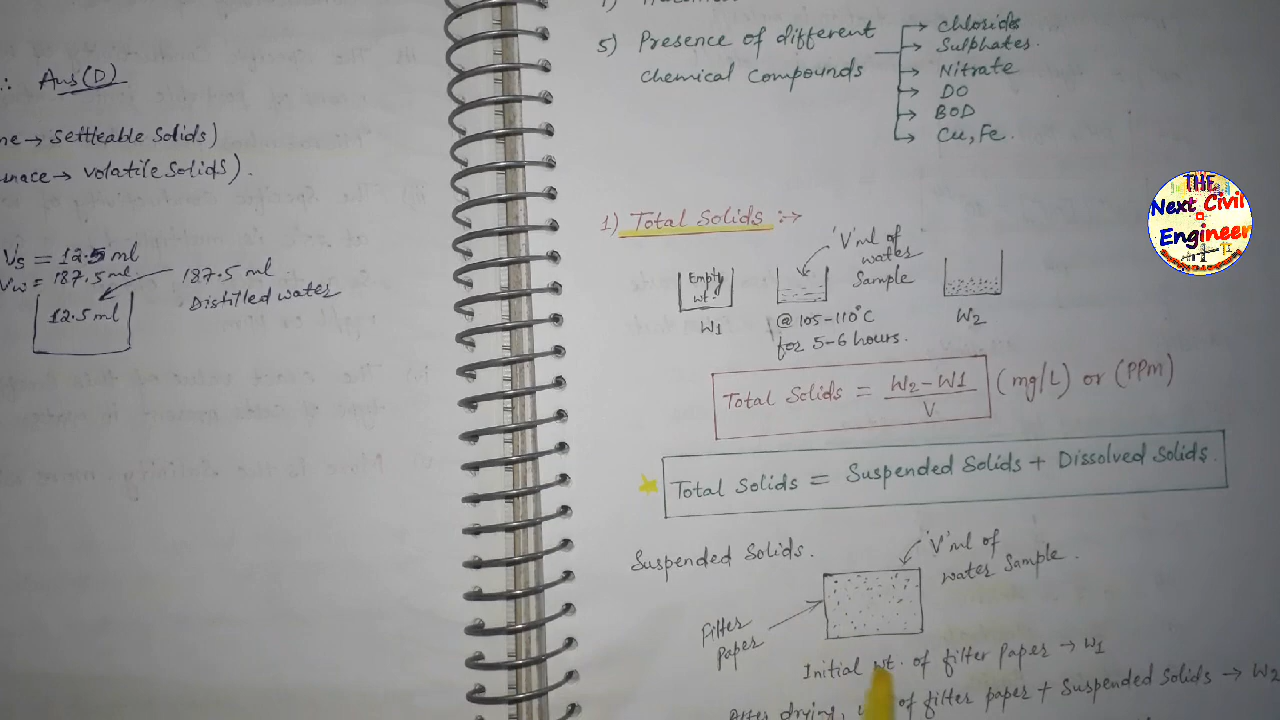 ∴ Ans(D)
→ settleable solids)
→ volatile solids).
Vs = 12.5 ml
Vw = 187.5 ml
187.5 ml
Distilled water
12.5 ml
5) Presence of different
chemical compounds
→ chlorides
→ Sulphates.
→ Nitrate
→ DO
→ BOD
→ Cu, Fe.
THE
Next Civil
Engineer
1) Total Solids :→
Empty
wt.
W1
'V' ml of
water
Sample
@ 105-110°C
for 5-6 hours.
W2
Total Solids = W2-W1 / V (mg/L) or (PPm)
Total Solids = Suspended Solids + Dissolved Solids.
Suspended Solids.
'V' ml of
water Sample.
Filter
Paper
Initial wt. of filter Paper → W1
After drying, of filter paper + Suspended Solids → W2